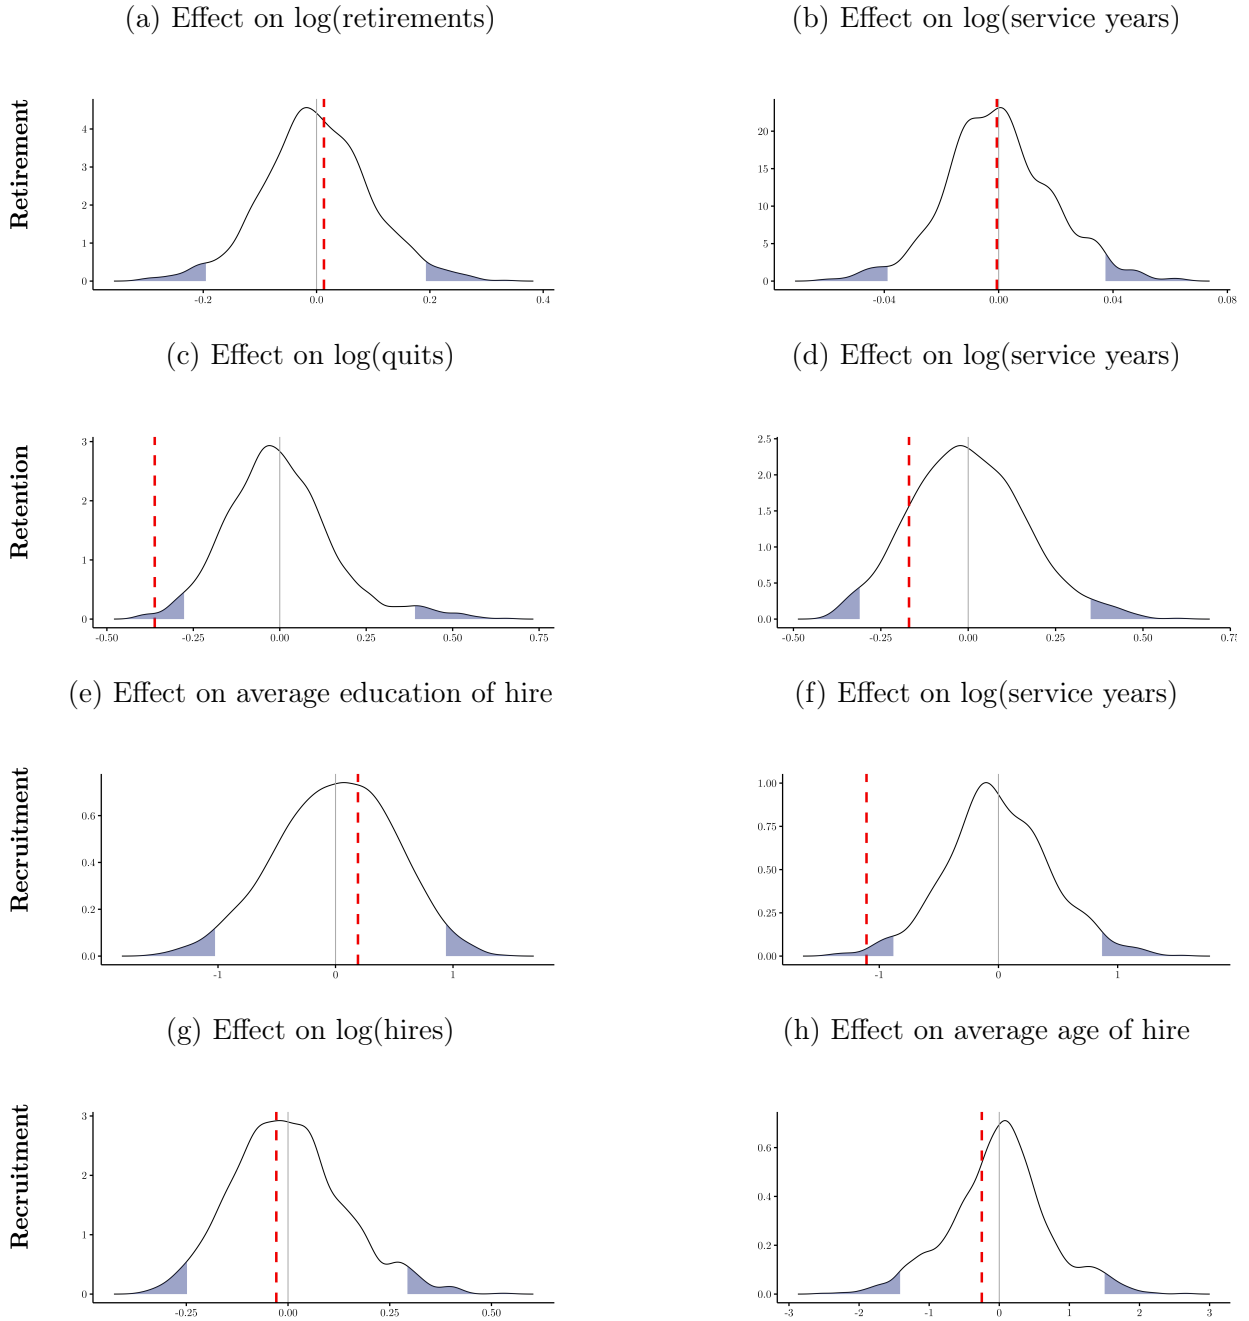 (a) Effect on log(retirements)
(b) Effect on log(service years)
Retirement
4
3
2
1
0
-0.2 0.0 0.2 0.4
20
15
10
5
0
-0.04 0.00 0.04 0.08
(c) Effect on log(quits)
(d) Effect on log(service years)
Retention
3
2
1
0
-0.50 -0.25 0.00 0.25 0.50 0.75
2.5
2.0
1.5
1.0
0.5
0.0
-0.50 -0.25 0.00 0.25 0.50 0.75
(e) Effect on average education of hire
(f) Effect on log(service years)
Recruitment
0.6
0.4
0.2
0.0
-1 0 1
1.00
0.75
0.50
0.25
0.00
-1 0 1
(g) Effect on log(hires)
(h) Effect on average age of hire
Recruitment
3
2
1
0
-0.25 0.00 0.25 0.50
0.6
0.4
0.2
0.0
-3 -2 -1 0 1 2 3